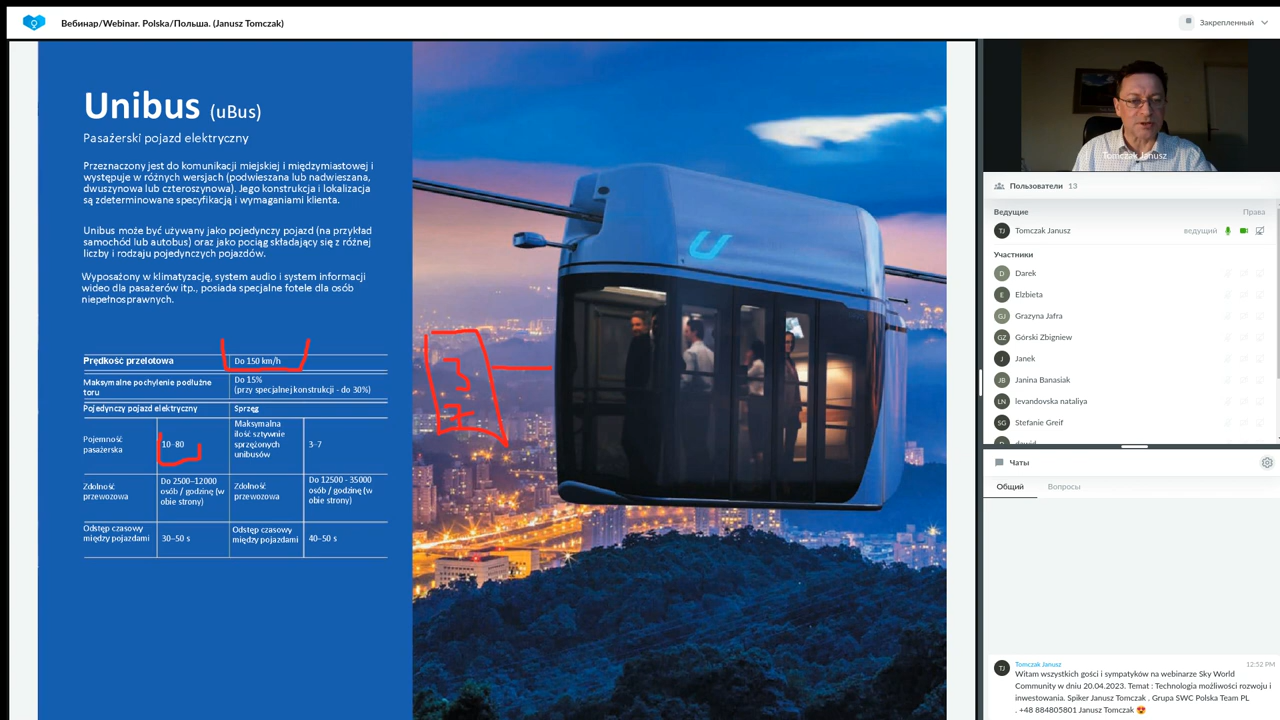 Вебинар/Webinar. Polska/Польша. (Janusz Tomczak)
Закрепленный
Unibus (uBus)
Pasażerski pojazd elektryczny
Przeznaczony jest do komunikacji miejskiej i międzymiastowej i
występuje w różnych wersjach (podwieszana lub nadwieszana,
dwuszynowa lub czteroszynowa). Jego konstrukcja i lokalizacja
są zdeterminowane specyfikacją i wymaganiami klienta.
Unibus może być używany jako pojedynczy pojazd (na przykład
samochód lub autobus) oraz jako pociąg składający się z różnej
liczby i rodzaju pojedynczych pojazdów.
Wyposażony w klimatyzację, system audio i system informacji
wideo dla pasażerów itp., posiada specjalne fotele dla osób
niepełnosprawnych.
Prędkość przelotowa
Do 150 km/h
Maksymalne pochylenie podłużne
toru
Do 15%
(przy specjalnej konstrukcji - do 30%)
Pojedynczy pojazd elektryczny
Sprzęg
Pojemność
pasażerska
10–80
Maksymalna
ilość sztywnie
sprzężonych
unibusów
3–7
Zdolność
przewozowa
Do 2500–12000
osób / godzinę (w
obie strony)
Zdolność
przewozowa
Do 12500 - 35000
osób / godzinę (w
obie strony)
Odstęp czasowy
między pojazdami
30–50 s
Odstęp czasowy
między pojazdami
40–50 s
Tomczak Janusz
Пользователи 13
Ведущие
Права
TJ Tomczak Janusz ведущий
Участники
D Darek
E Elzbieta
GJ Grazyna Jafra
GZ Górski Zbigniew
J Janek
JB Janina Banasiak
LN levandovska nataliya
SG Stefanie Greif
dawid
Чаты
Общий
Вопросы
TJ Tomczak Janusz 12:52 PM
Witam wszystkich gości i sympatyków na webinarze Sky World
Community w dniu 20.04.2023. Temat : Technologia możliwości rozwoju i
inwestowania. Spiker Janusz Tomczak . Grupa SWC Polska Team PL
. +48 884805801 Janusz Tomczak 😍